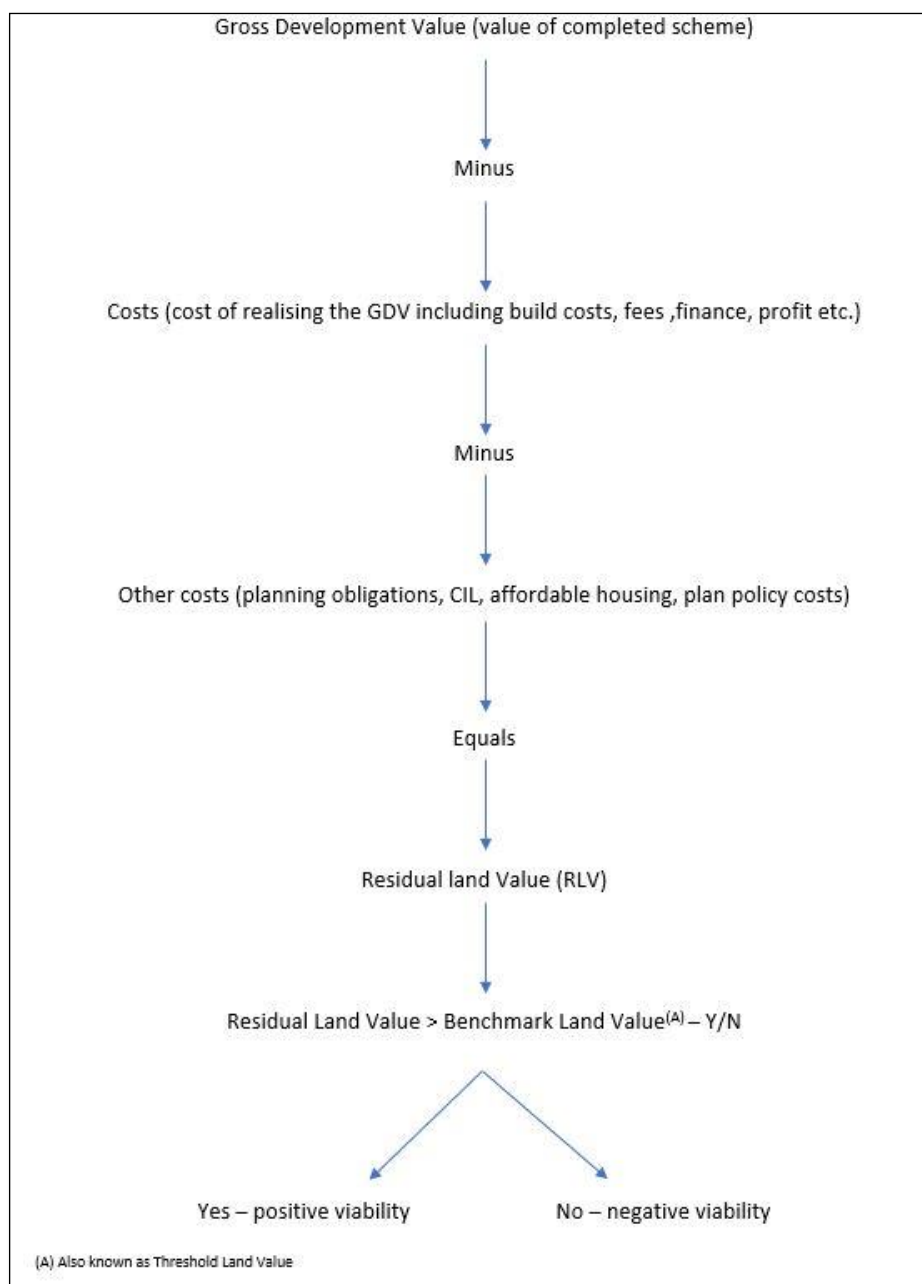 Gross Development Value (value of completed scheme)
Minus
Costs (cost of realising the GDV including build costs, fees ,finance, profit etc.)
Minus
Other costs (planning obligations, CIL, affordable housing, plan policy costs)
Equals
Residual land Value (RLV)
Residual Land Value > Benchmark Land Value(A) – Y/N
Yes – positive viability
No – negative viability
(A) Also known as Threshold Land Value